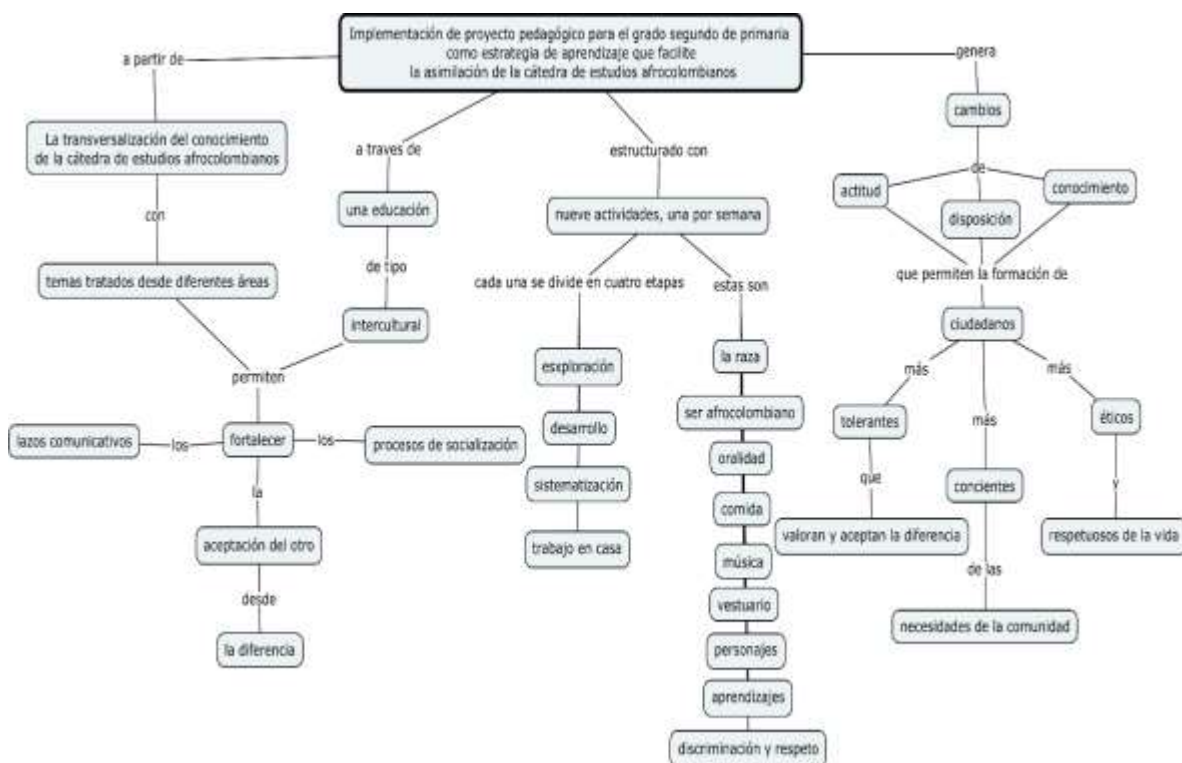 Implementación de proyecto pedagógico para el grado segundo de primaria
como estrategia de aprendizaje que facilite
la asimilación de la cátedra de estudios afrocolombianos
a partir de
La transversalización del conocimiento
de la cátedra de estudios afrocolombianos
con
temas tratados desde diferentes áreas
a traves de
una educación
de tipo
intercultural
permiten
fortalecer
los
lazos comunicativos
los
procesos de socialización
la
aceptación del otro
desde
la diferencia
estructurado con
nueve actividades, una por semana
cada una se divide en cuatro etapas
esxploración
desarrollo
sistematización
trabajo en casa
estas son
la raza
ser afrocolombiano
oralidad
comida
música
vestuario
personajes
aprendizajes
discriminación y respeto
genera
cambios
de
actitud
disposición
conocimiento
que permiten la formación de
ciudadanos
más
tolerantes
que
valoran y aceptan la diferencia
más
concientes
de las
necesidades de la comunidad
más
éticos
y
respetuosos de la vida